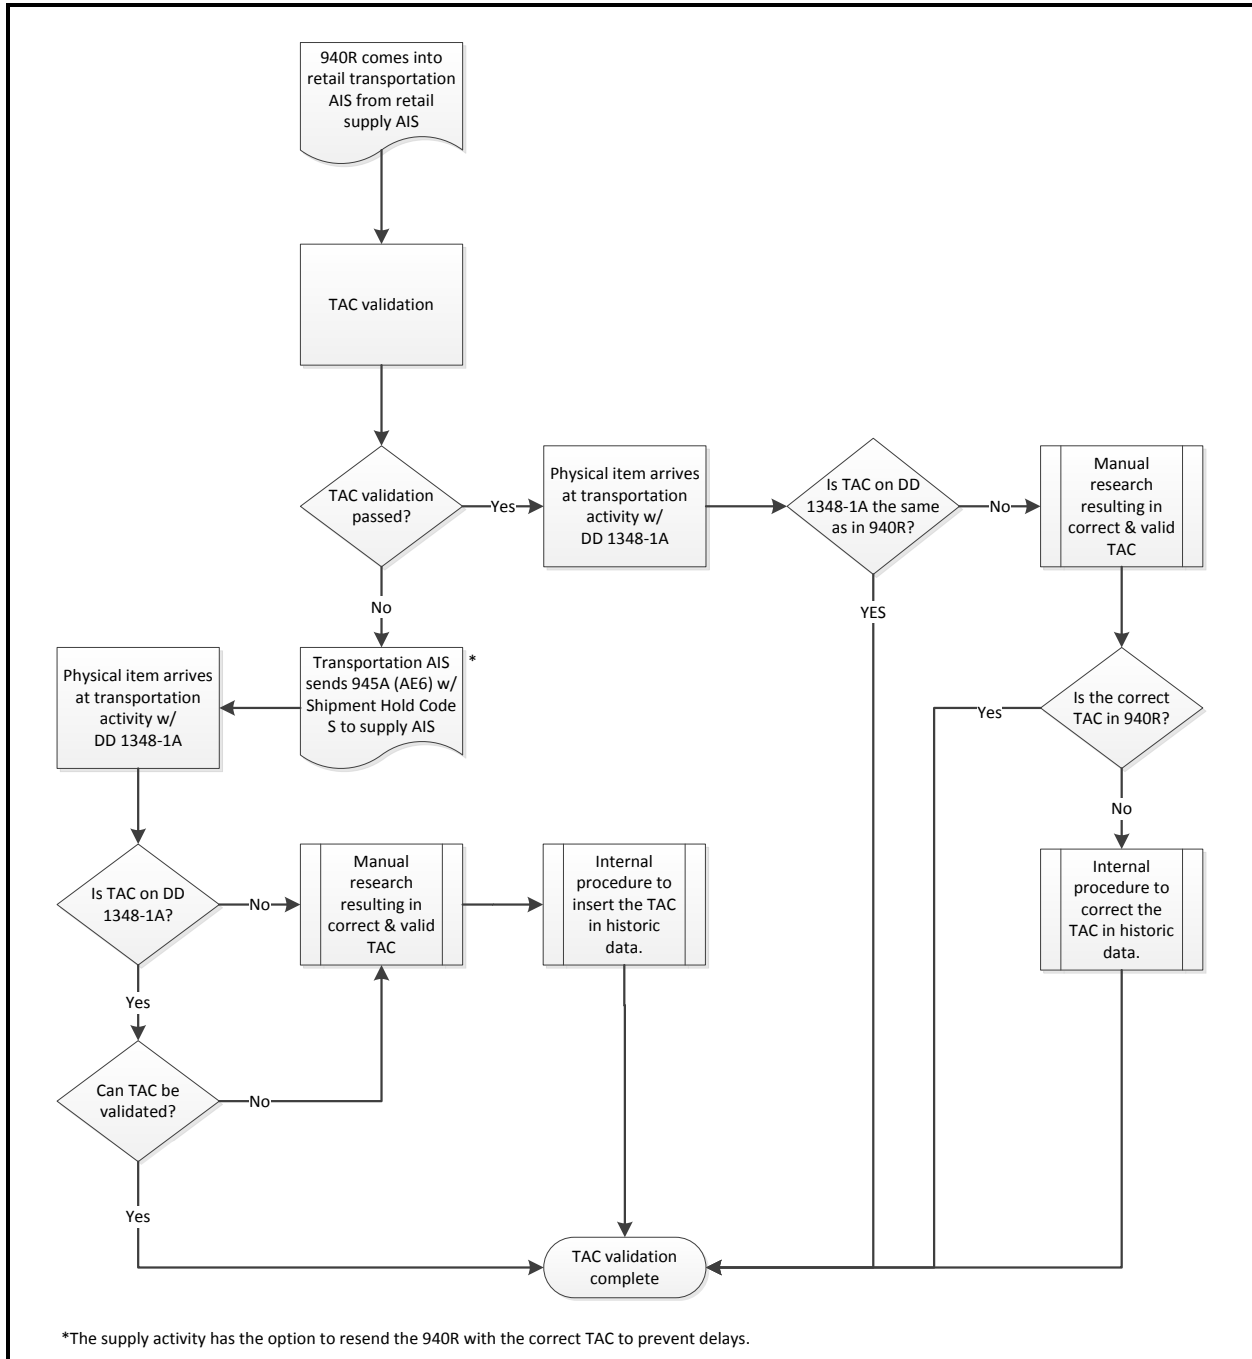 940R comes into
retail transportation
AIS from retail
supply AIS
TAC validation
TAC validation
passed?
Yes
Physical item arrives
at transportation
activity w/
DD 1348-1A
Is TAC on DD
1348-1A the same
as in 940R?
No
Manual
research
resulting in
correct & valid
TAC
No
YES
Transportation AIS
sends 945A (AE6) w/
Shipment Hold Code
S to supply AIS
*
Physical item arrives
at transportation
activity w/
DD 1348-1A
Is the correct
TAC in 940R?
Yes
No
Is TAC on DD
1348-1A?
No
Manual
research
resulting in
correct & valid
TAC
Internal
procedure to
insert the TAC
in historic
data.
Internal
procedure to
correct the
TAC in historic
data.
Yes
Can TAC be
validated?
No
Yes
TAC validation
complete
*The supply activity has the option to resend the 940R with the correct TAC to prevent delays.